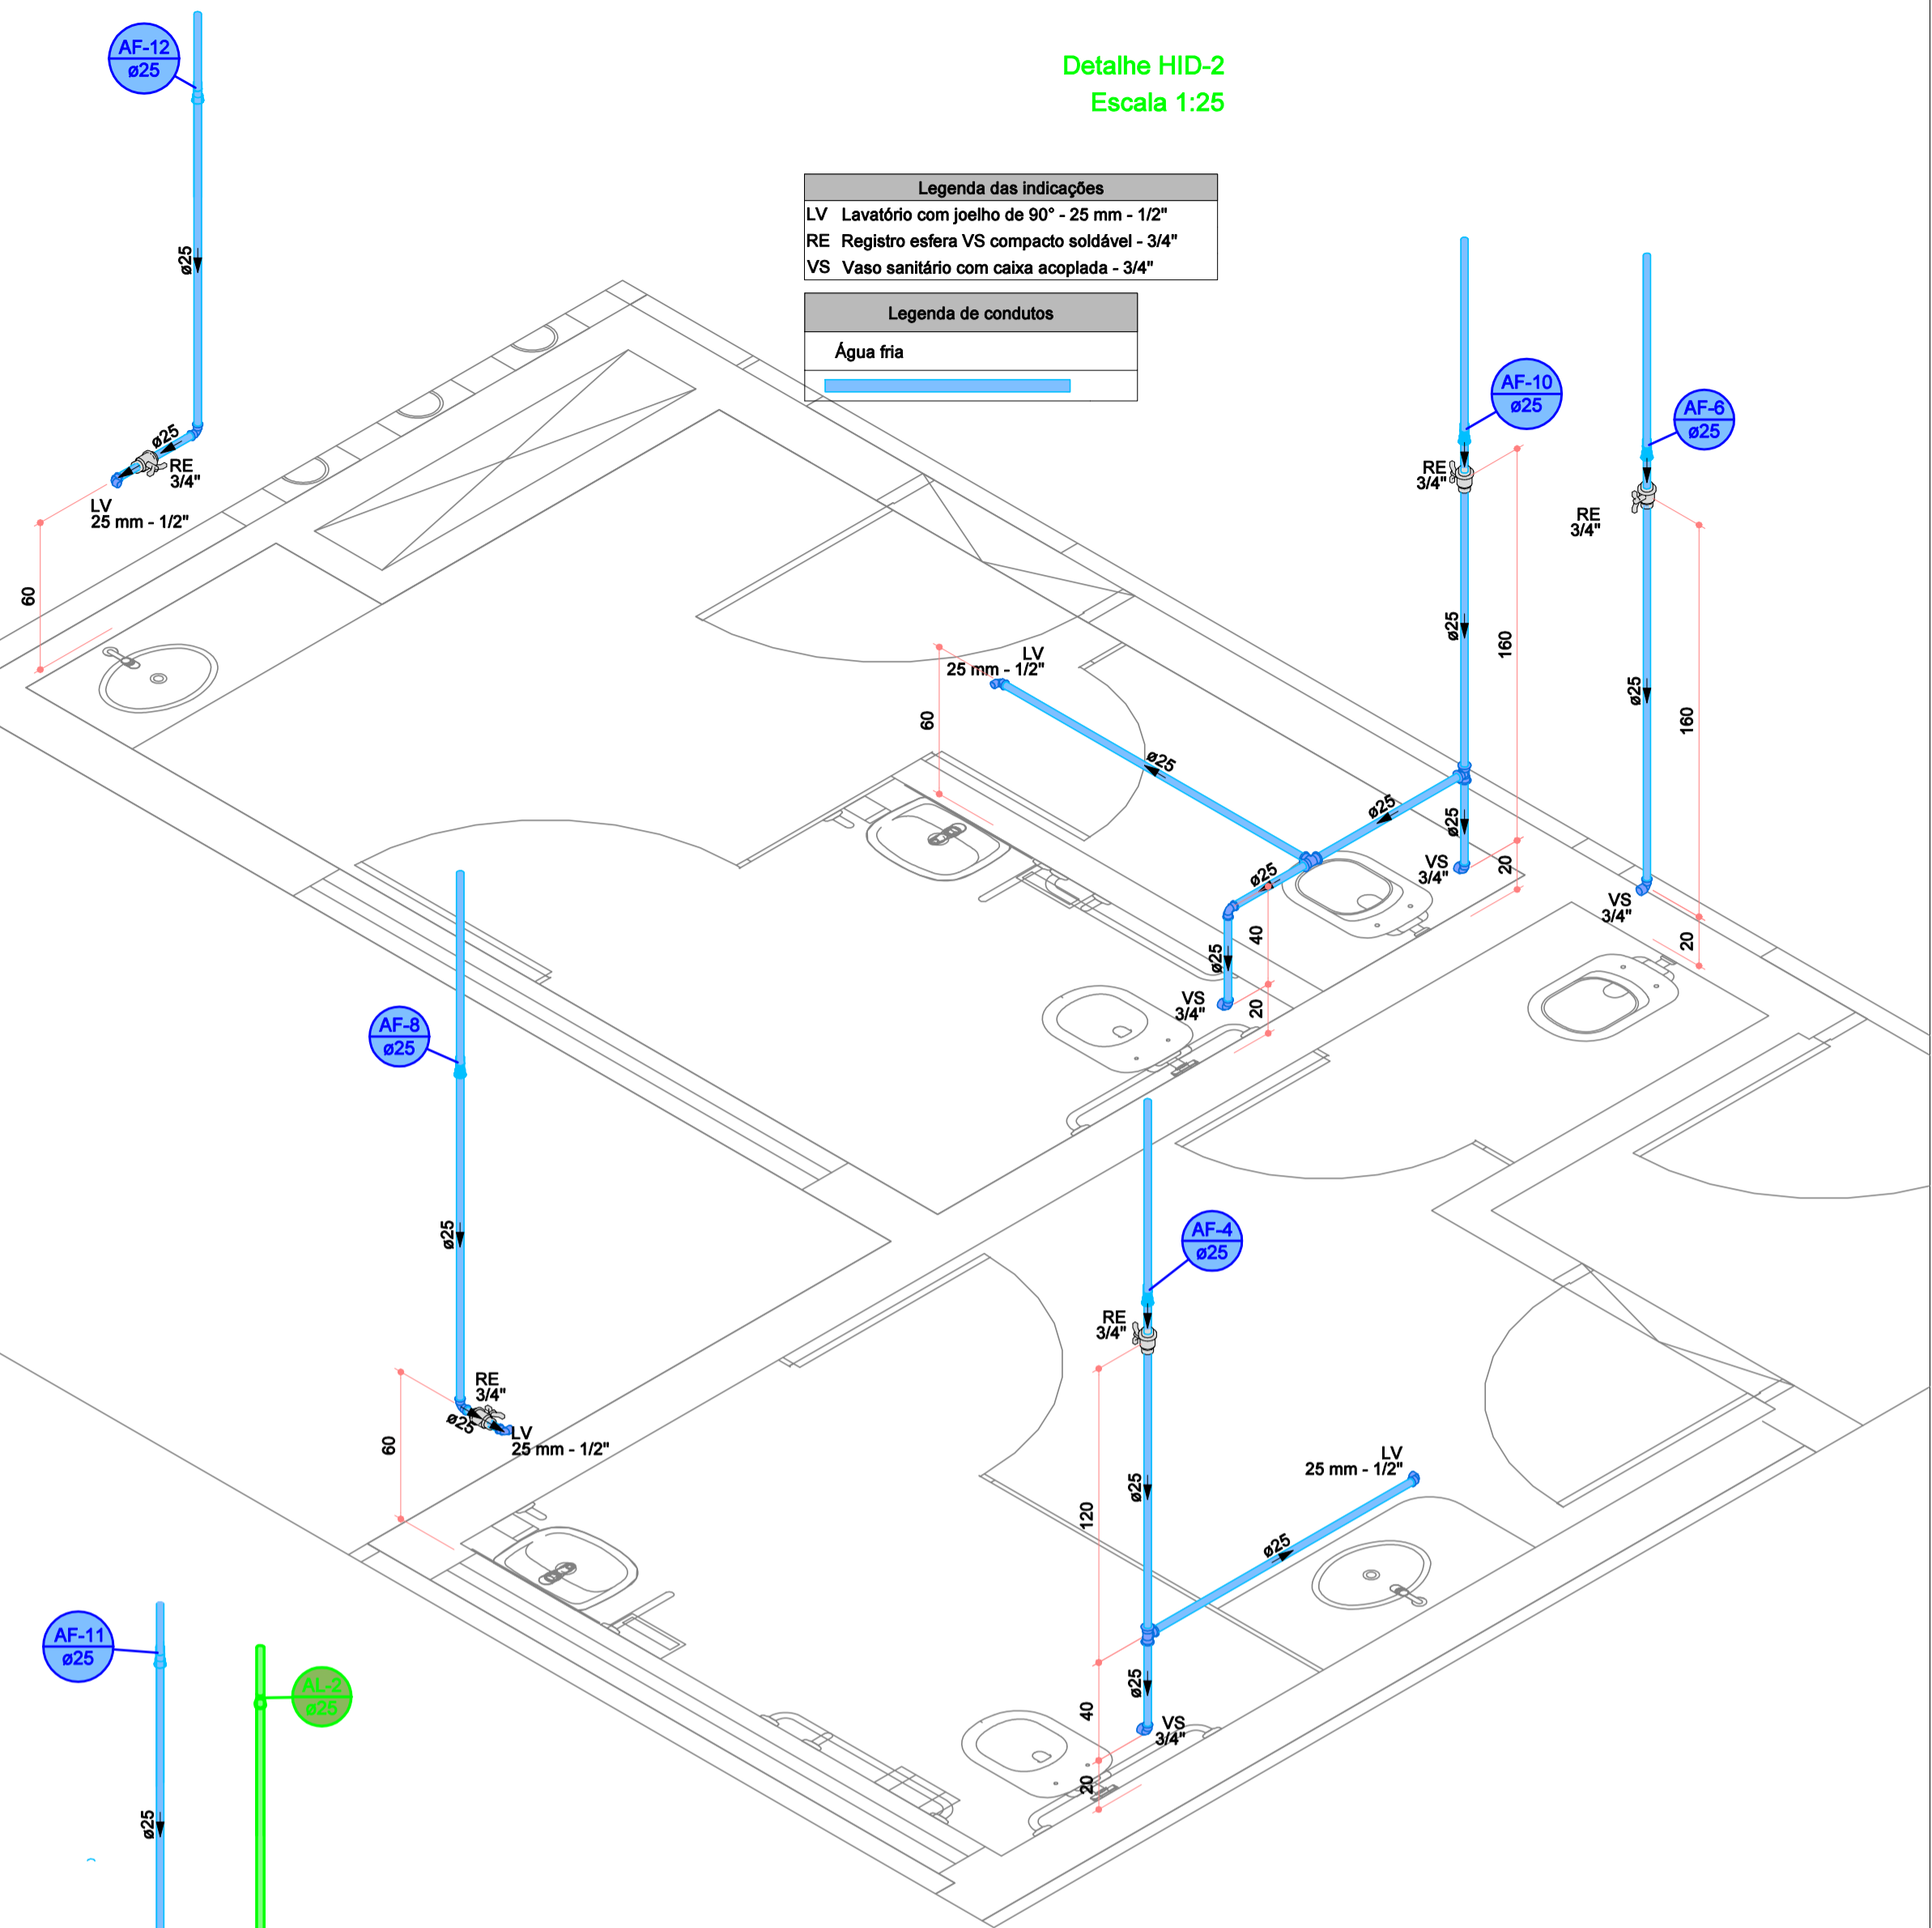 AF-12
ø25
Detalhe HID-2
Escala 1:25
Legenda das indicações
LV Lavatório com joelho de 90° - 25 mm - 1/2"
RE Registro esfera VS compacto soldável - 3/4"
VS Vaso sanitário com caixa acoplada - 3/4"
Legenda de condutos
Água fria
ø25
ø25
RE
3/4"
LV
25 mm - 1/2"
60
AF-10
ø25
AF-6
ø25
RE
3/4"
RE
3/4"
ø25
160
ø25
160
LV
25 mm - 1/2"
60
ø25
ø25
ø25
VS
3/4"
20
ø25
VS
3/4"
20
40
ø25
VS
3/4"
20
AF-8
ø25
ø25
RE
3/4"
ø25
LV
25 mm - 1/2"
60
AF-4
ø25
RE
3/4"
ø25
120
LV
25 mm - 1/2"
ø25
ø25
40
VS
3/4"
20
AF-11
ø25
AL-2
ø25
ø25